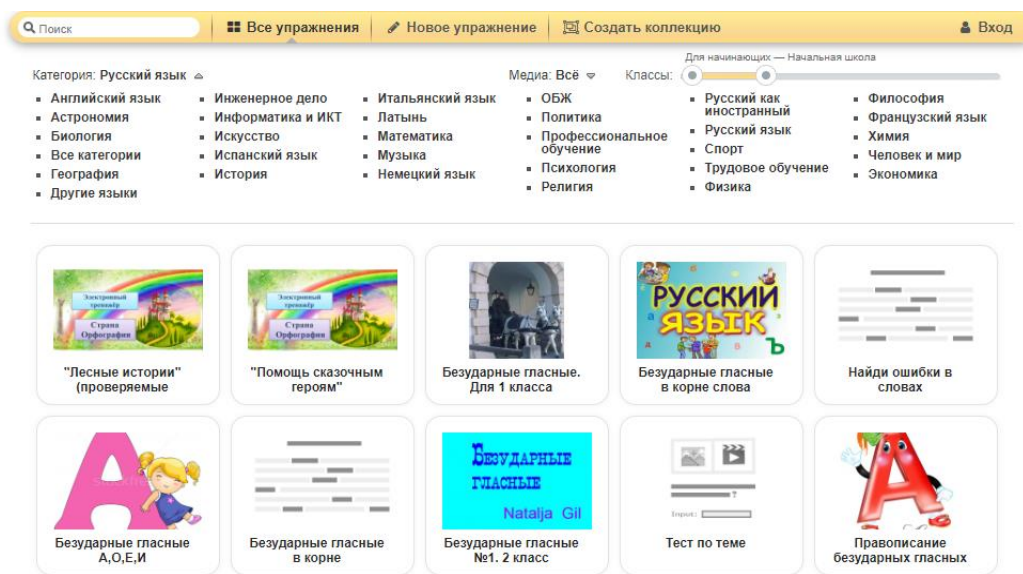 Поиск
Все упражнения
Новое упражнение
Создать коллекцию
Вход
Для начинающих — Начальная школа
Категория: Русский язык
Медиа: Всё
Классы:
Английский язык
Астрономия
Биология
Все категории
География
Другие языки
Инженерное дело
Информатика и ИКТ
Искусство
Испанский язык
История
Итальянский язык
Латынь
Математика
Музыка
Немецкий язык
ОБЖ
Политика
Профессиональное
обучение
Психология
Религия
Русский как
иностранный
Русский язык
Спорт
Трудовое обучение
Физика
Философия
Французский язык
Химия
Человек и мир
Экономика
Электронный
тренажёр
Страна
Орфография
"Лесные истории"
(проверяемые
Электронный
тренажёр
Страна
Орфография
"Помощь сказочным
героям"
Безударные гласные.
Для 1 класса
РУССКИЙ
ЯЗЫК
Ъ
Безударные гласные
в корне слова
Найди ошибки в
словах
А
Безударные гласные
А,О,Е,И
Безударные гласные
в корне
Безударные
гласные
Natalja Gil
Безударные гласные
№1. 2 класс
?
Input:
Тест по теме
А
Правописание
безударных гласных